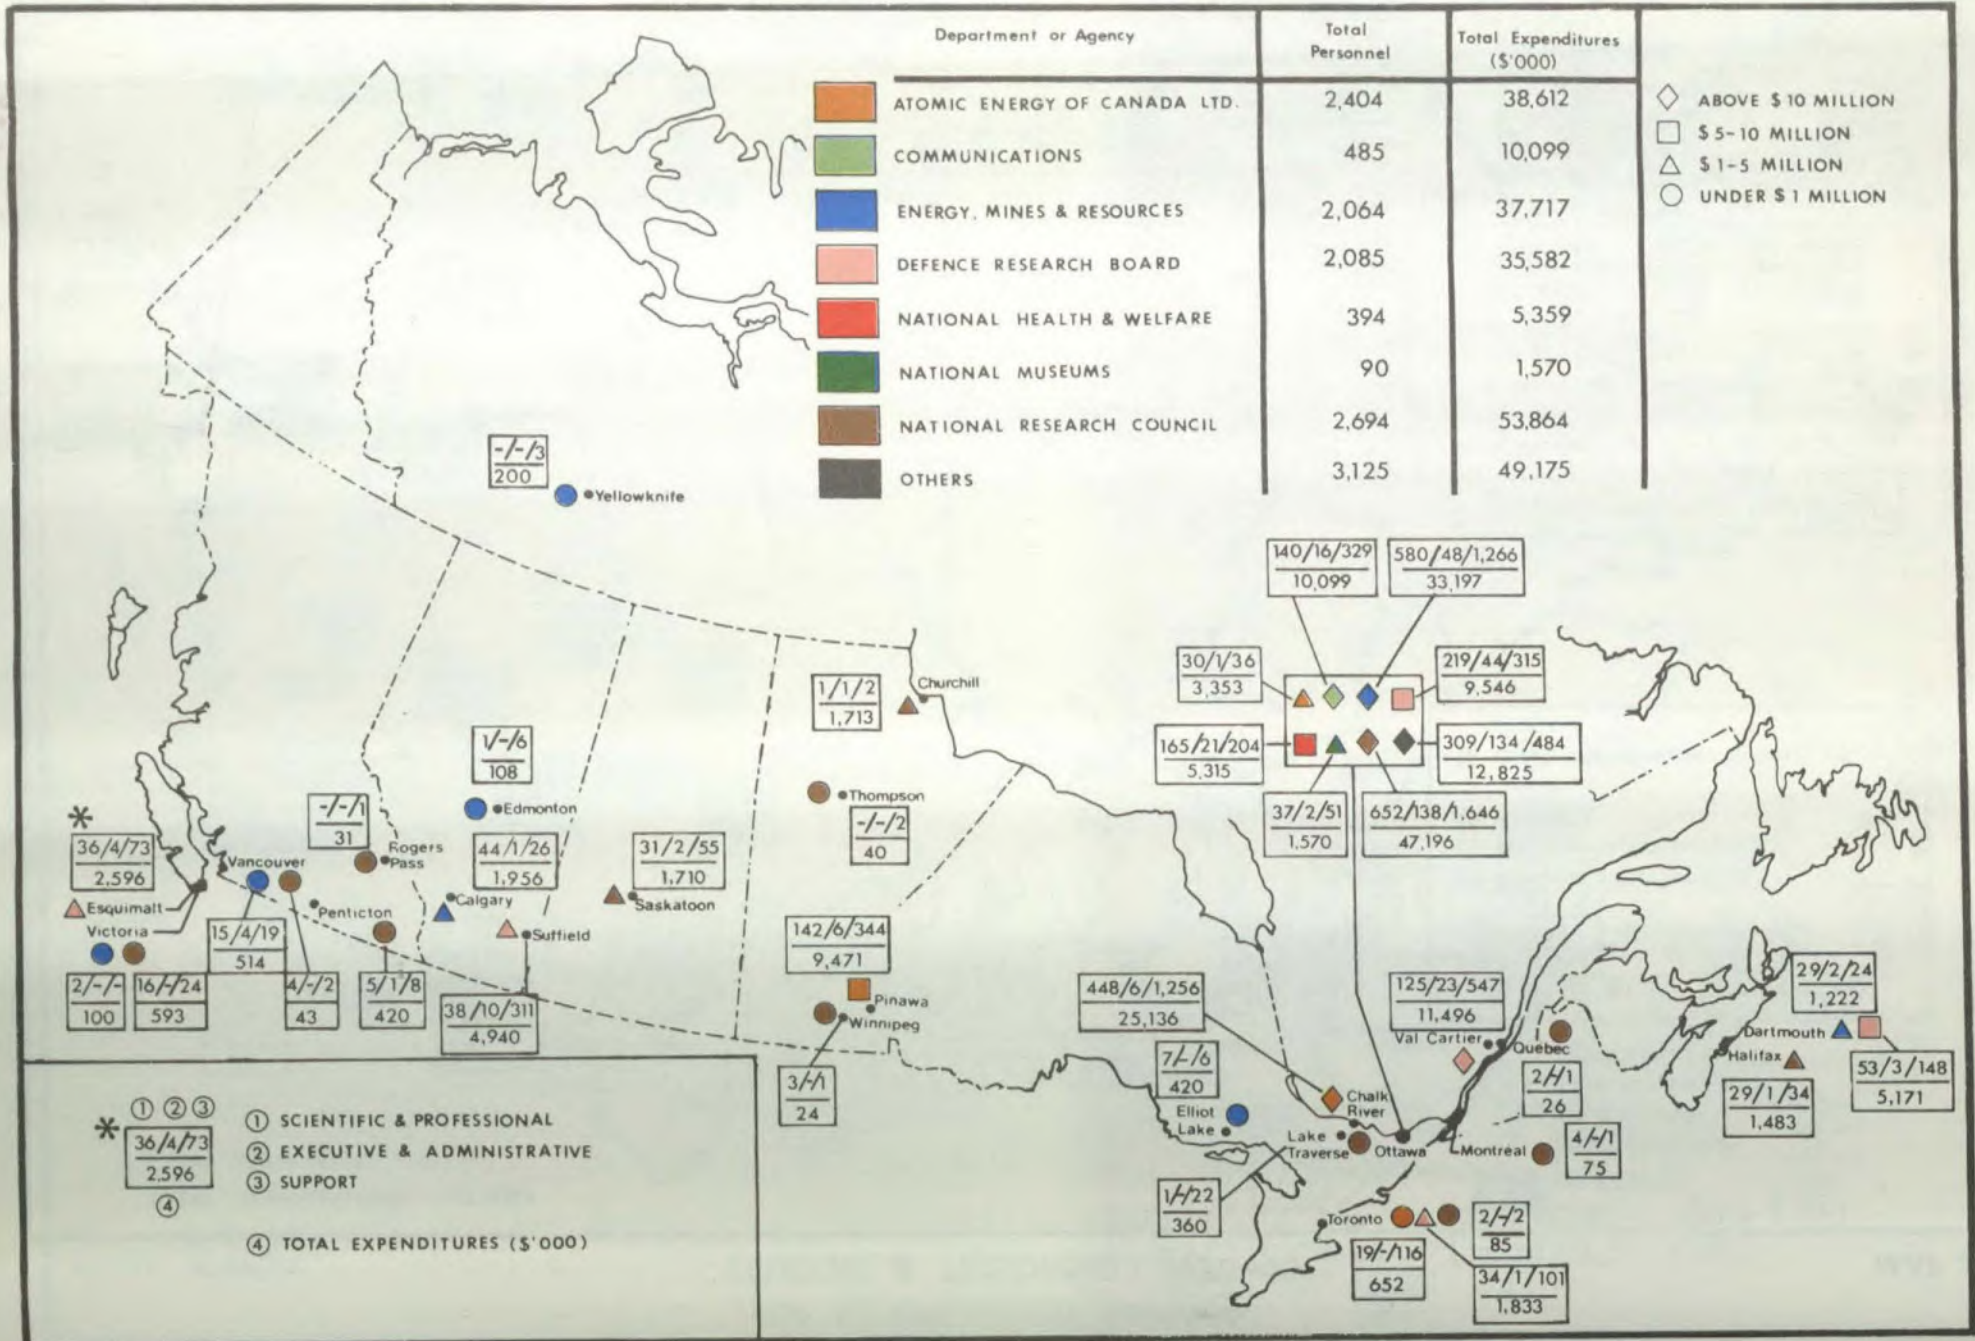 Department or Agency Total Personnel Total Expenditures ($'000)
ATOMIC ENERGY OF CANADA LTD. 2,404 38,612
COMMUNICATIONS 485 10,099
ENERGY, MINES & RESOURCES 2,064 37,717
DEFENCE RESEARCH BOARD 2,085 35,582
NATIONAL HEALTH & WELFARE 394 5,359
NATIONAL MUSEUMS 90 1,570
NATIONAL RESEARCH COUNCIL 2,694 53,864
OTHERS 3,125 49,175
ABOVE $10 MILLION
$5-10 MILLION
$1-5 MILLION
UNDER $1 MILLION
-/-/3
200
Yellowknife
140/16/329
10,099
580/48/1,266
33,197
30/1/36
3,353
219/44/315
9,546
165/21/204
5,315
309/134/484
12,825
37/2/51
1,570
652/138/1,646
47,196
1/1/2
1,713
Churchill
1/-/6
108
Edmonton
Thompson
-/-/2
40
-/-/1
31
Rogers
Pass
*
36/4/73
2,596
Esquimalt
Victoria
2/-/-
100
16/-/24
593
Vancouver
15/4/19
514
4/-/2
43
Penticton
5/1/8
420
44/1/26
1,956
Calgary
Suffield
38/10/311
4,940
31/2/55
1,710
Saskatoon
142/6/344
9,471
Pinawa
Winnipeg
3/-/1
24
448/6/1,256
25,136
Chalk
River
7/-/6
420
Elliot
Lake
Lake
Traverse
1/-/22
360
Ottawa
125/23/547
11,496
Val Cartier
Québec
2/-/1
26
Montréal
4/-/1
75
Toronto
2/-/2
85
19/-/116
652
34/1/101
1,833
29/2/24
1,222
Dartmouth
Halifax
53/3/148
5,171
29/1/34
1,483
① ② ③
*
36/4/73
2,596
④
① SCIENTIFIC & PROFESSIONAL
② EXECUTIVE & ADMINISTRATIVE
③ SUPPORT
④ TOTAL EXPENDITURES ($'000)